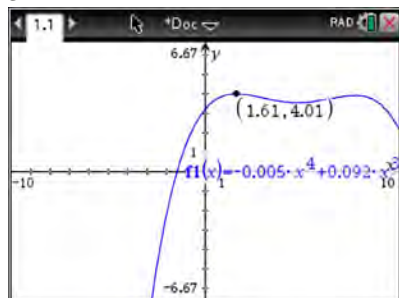 1.1 *Doc RAD
6.67 y
(1.61,4.01)
1
f1(x)=-0.005·x^4+0.092·x^3
-10 1 10
-6.67